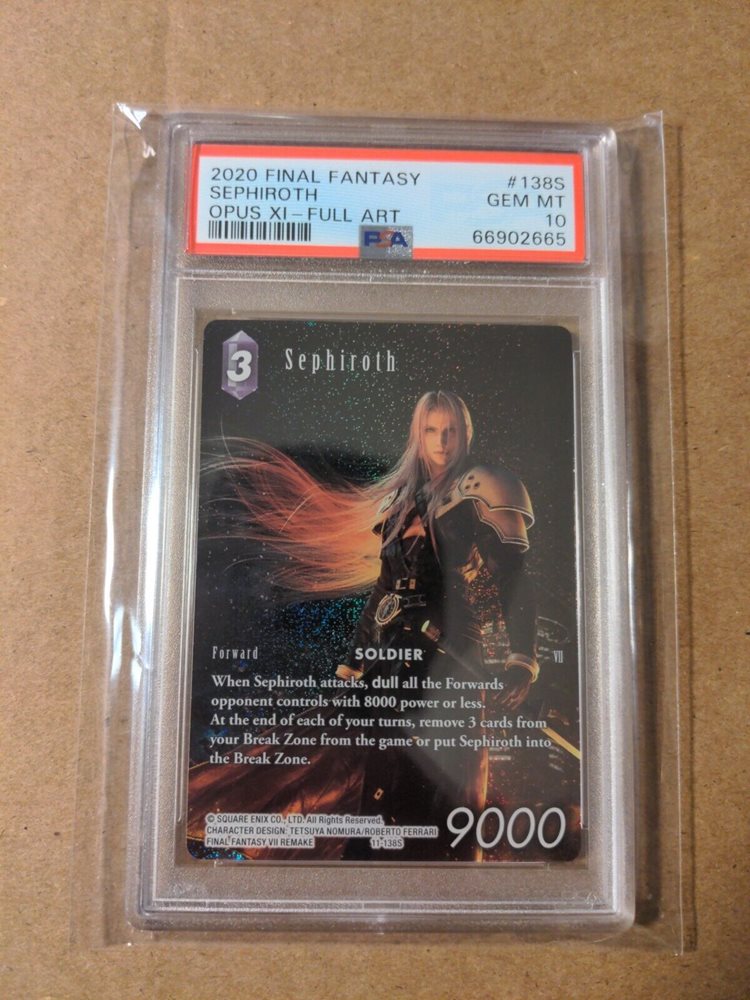 2020 FINAL FANTASY #138S
SEPHIROTH GEM MT
OPUS XI - FULL ART 10
PSA 66902665
3 Sephiroth
Forward SOLDIER VII
When Sephiroth attacks, dull all the Forwards
opponent controls with 8000 power or less.
At the end of each of your turns, remove 3 cards from
your Break Zone from the game or put Sephiroth into
the Break Zone.
© SQUARE ENIX CO., LTD. All Rights Reserved.
CHARACTER DESIGN: TETSUYA NOMURA/ROBERTO FERRARI
FINAL FANTASY VII REMAKE 11-138S
9000